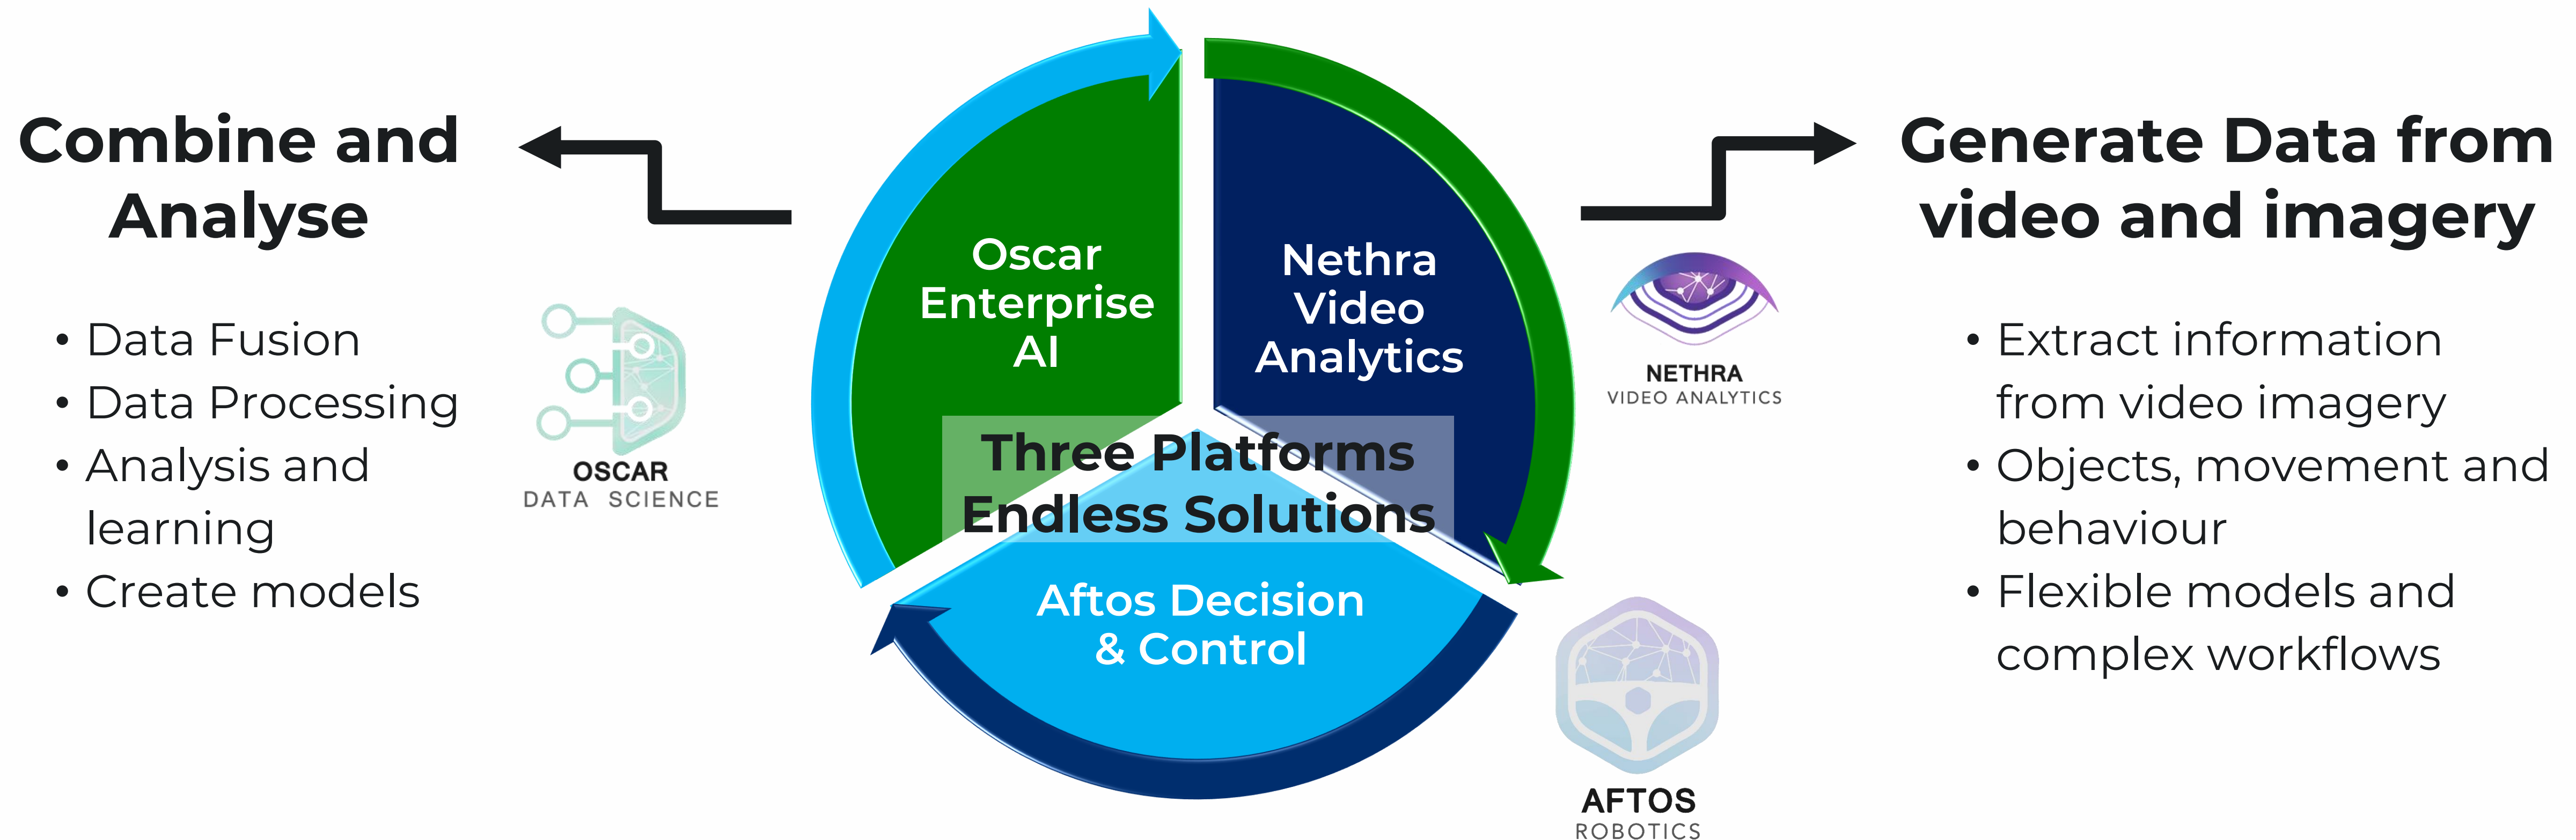 Combine and
Analyse
• Data Fusion
• Data Processing
• Analysis and
learning
• Create models
OSCAR
DATA SCIENCE
Oscar
Enterprise
AI
Nethra
Video
Analytics
Three Platforms
Endless Solutions
Aftos Decision
& Control
NETHRA
VIDEO ANALYTICS
AFTOS
ROBOTICS
Generate Data from
video and imagery
• Extract information
from video imagery
• Objects, movement and
behaviour
• Flexible models and
complex workflows